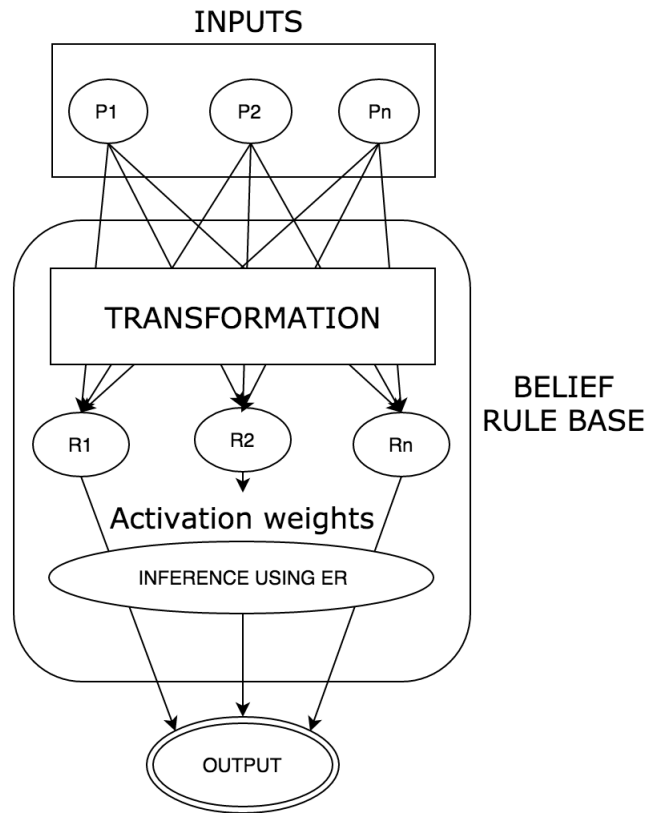 INPUTS
P1
P2
Pn
TRANSFORMATION
BELIEF
RULE BASE
R1
R2
Rn
Activation weights
INFERENCE USING ER
OUTPUT